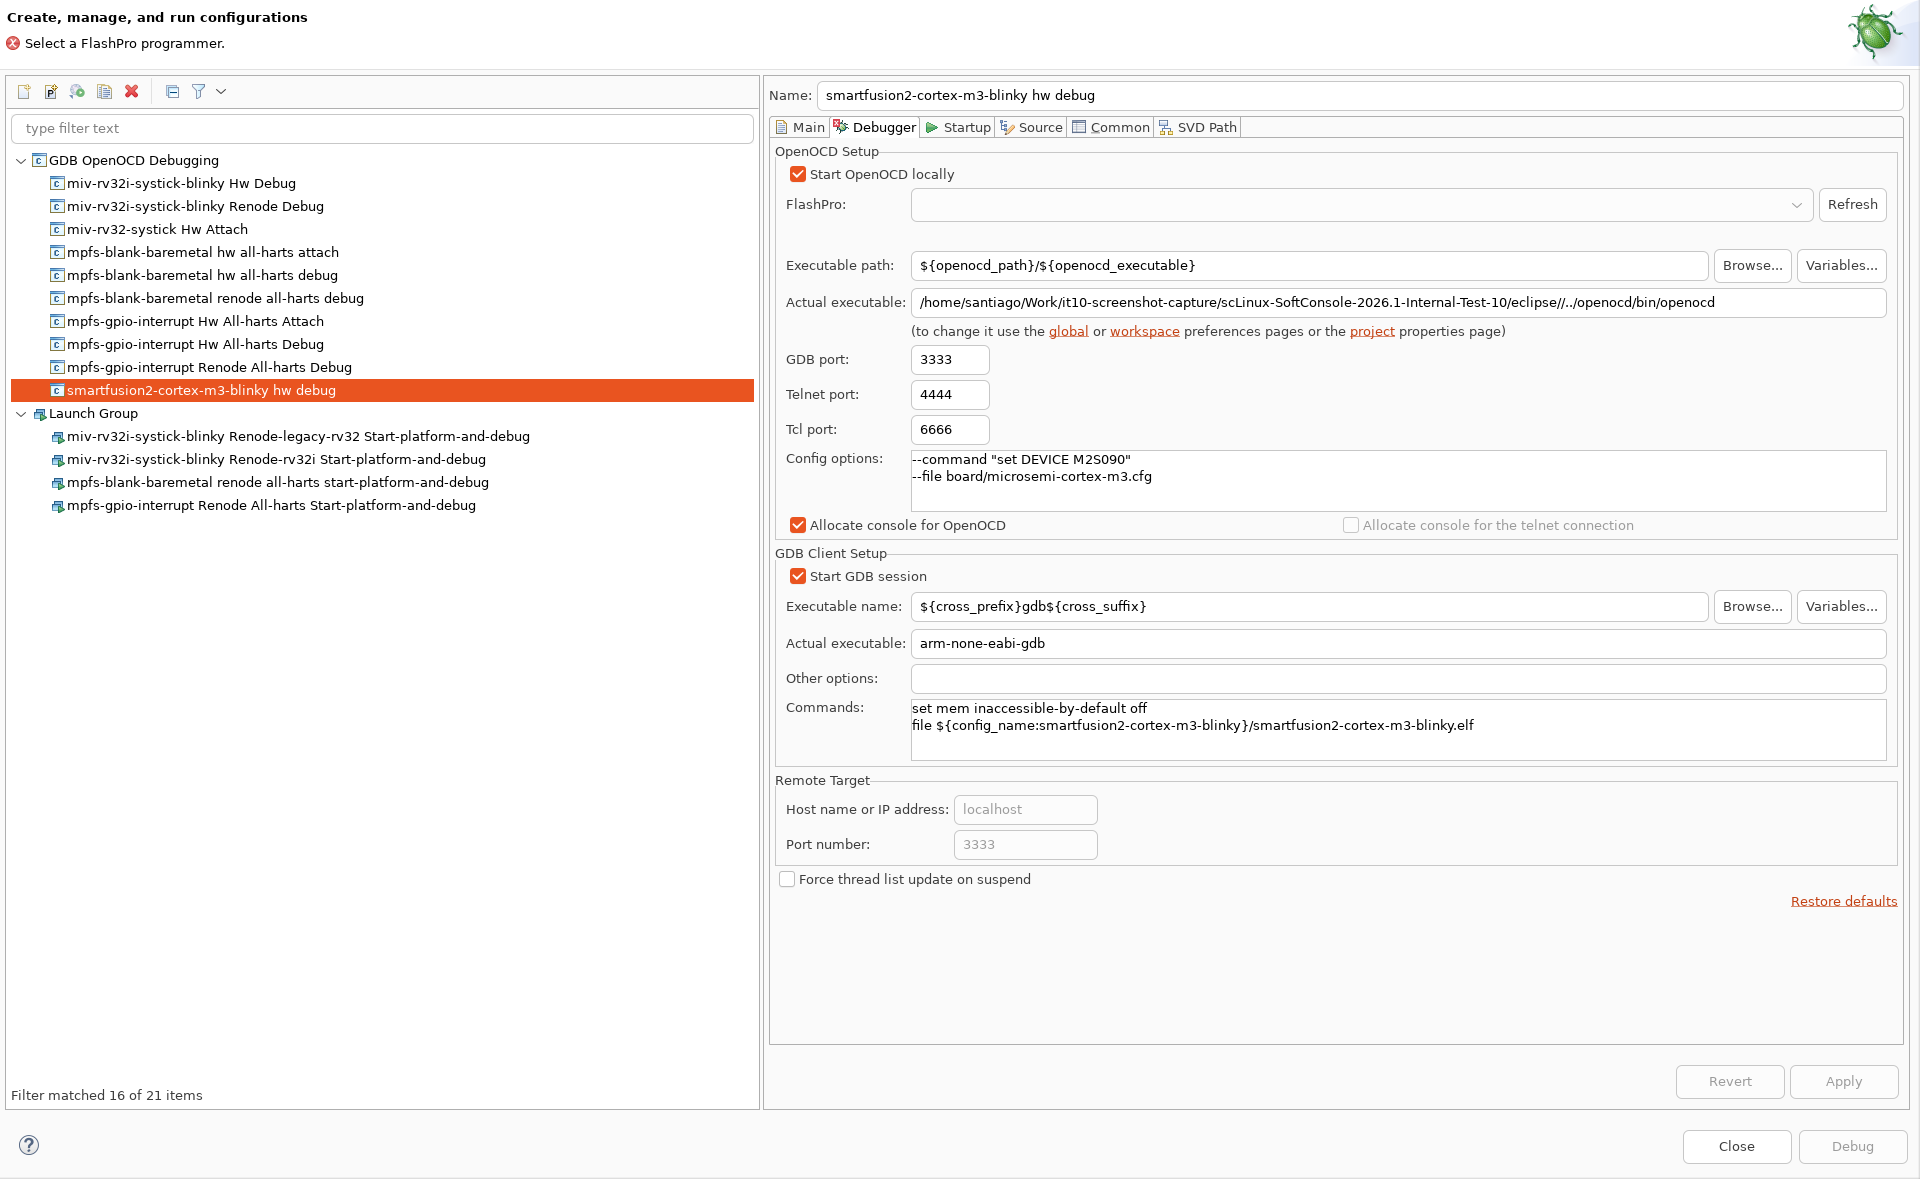 Create, manage, and run configurations
Select a FlashPro programmer.
type filter text
GDB OpenOCD Debugging
miv-rv32i-systick-blinky Hw Debug
miv-rv32i-systick-blinky Renode Debug
miv-rv32-systick Hw Attach
mpfs-blank-baremetal hw all-harts attach
mpfs-blank-baremetal hw all-harts debug
mpfs-blank-baremetal renode all-harts debug
mpfs-gpio-interrupt Hw All-harts Attach
mpfs-gpio-interrupt Hw All-harts Debug
mpfs-gpio-interrupt Renode All-harts Debug
smartfusion2-cortex-m3-blinky hw debug
Launch Group
miv-rv32i-systick-blinky Renode-legacy-rv32 Start-platform-and-debug
miv-rv32i-systick-blinky Renode-rv32i Start-platform-and-debug
mpfs-blank-baremetal renode all-harts start-platform-and-debug
mpfs-gpio-interrupt Renode All-harts Start-platform-and-debug
Filter matched 16 of 21 items
Name: smartfusion2-cortex-m3-blinky hw debug
Main Debugger Startup Source Common SVD Path
OpenOCD Setup
Start OpenOCD locally
FlashPro: Refresh
Executable path: ${openocd_path}/${openocd_executable} Browse... Variables...
Actual executable: /home/santiago/Work/it10-screenshot-capture/scLinux-SoftConsole-2026.1-Internal-Test-10/eclipse//../openocd/bin/openocd
(to change it use the global or workspace preferences pages or the project properties page)
GDB port: 3333
Telnet port: 4444
Tcl port: 6666
Config options: --command "set DEVICE M2S090"
--file board/microsemi-cortex-m3.cfg
Allocate console for OpenOCD Allocate console for the telnet connection
GDB Client Setup
Start GDB session
Executable name: ${cross_prefix}gdb${cross_suffix} Browse... Variables...
Actual executable: arm-none-eabi-gdb
Other options:
Commands: set mem inaccessible-by-default off
file ${config_name:smartfusion2-cortex-m3-blinky}/smartfusion2-cortex-m3-blinky.elf
Remote Target
Host name or IP address: localhost
Port number: 3333
Force thread list update on suspend
Restore defaults
Revert Apply
Close Debug